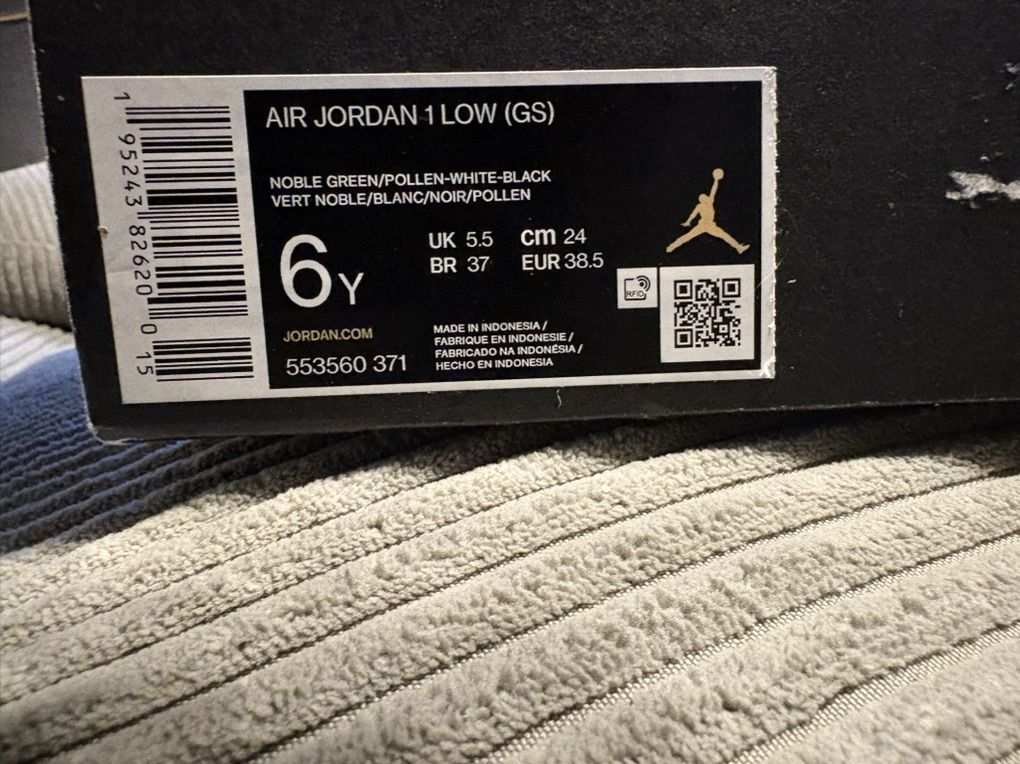 AIR JORDAN 1 LOW (GS)
NOBLE GREEN/POLLEN-WHITE-BLACK
VERT NOBLE/BLANC/NOIR/POLLEN
6Y
UK 5.5 cm 24
BR 37 EUR 38.5
RFID
JORDAN.COM
553560 371
MADE IN INDONESIA /
FABRIQUE EN INDONESIE /
FABRICADO NA INDONÉSIA /
HECHO EN INDONESIA
1 95243 82620 0 15